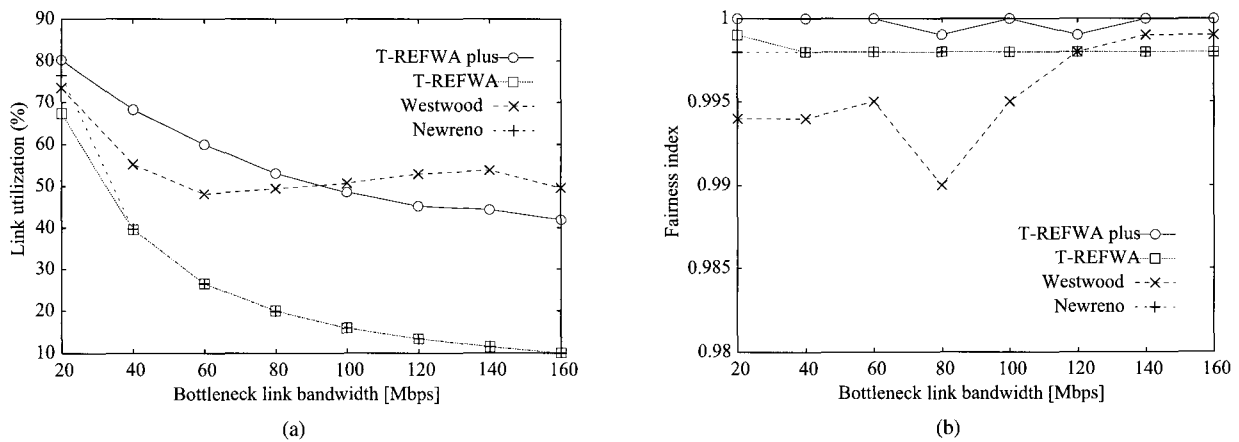 90
80
70
60
50
40
30
20
10
Link utilization (%)
T-REFWA plus
T-REFWA
Westwood
Newreno
20 40 60 80 100 120 140 160
Bottleneck link bandwidth [Mbps]
(a)
1
0.995
0.99
0.985
0.98
Fairness index
T-REFWA plus
T-REFWA
Westwood
Newreno
20 40 60 80 100 120 140 160
Bottleneck link bandwidth [Mbps]
(b)